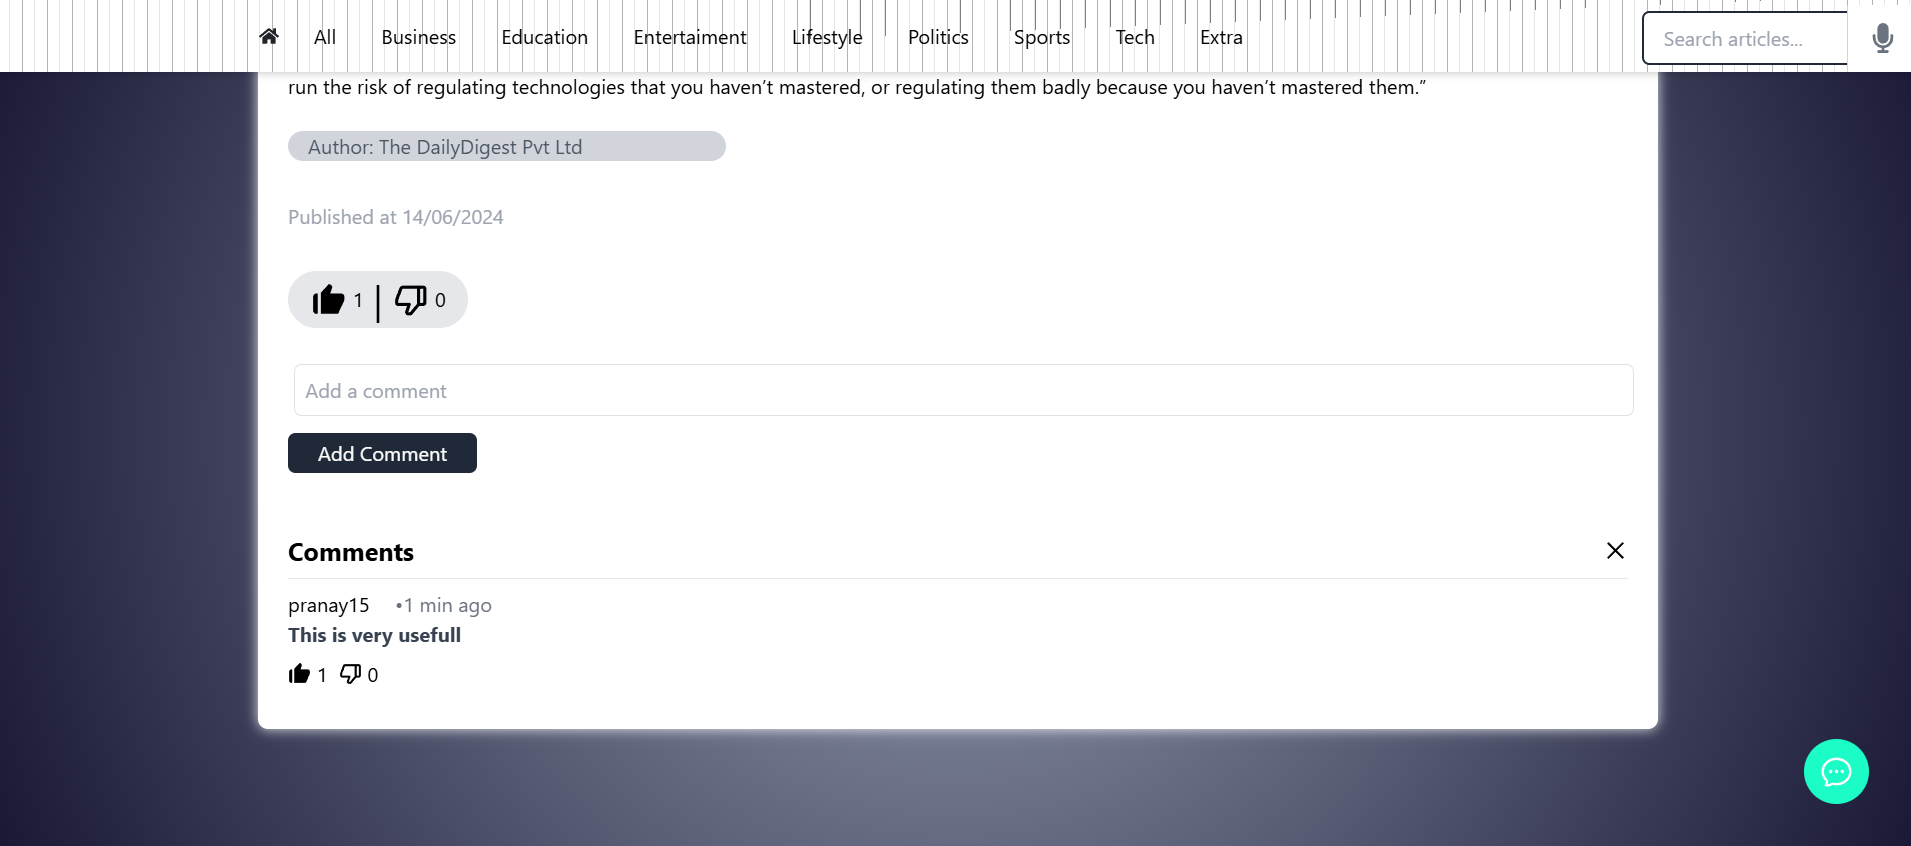 All Business Education Entertaiment Lifestyle Politics Sports Tech Extra Search articles...
run the risk of regulating technologies that you haven’t mastered, or regulating them badly because you haven’t mastered them.”
Author: The DailyDigest Pvt Ltd
Published at 14/06/2024
1 | 0
Add a comment
Add Comment
Comments
pranay15 •1 min ago
This is very usefull
1 0